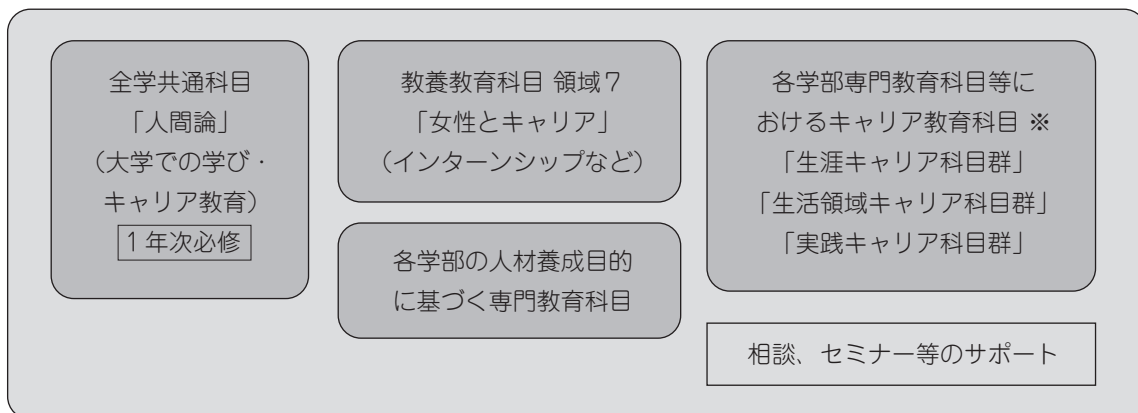 全学共通科目
「人間論」
（大学での学び・
キャリア教育）
1年次必修
教養教育科目 領域7
「女性とキャリア」
（インターンシップなど）
各学部の人材養成目的
に基づく専門教育科目
各学部専門教育科目等に
おけるキャリア教育科目 ※
「生涯キャリア科目群」
「生活領域キャリア科目群」
「実践キャリア科目群」
相談、セミナー等のサポート